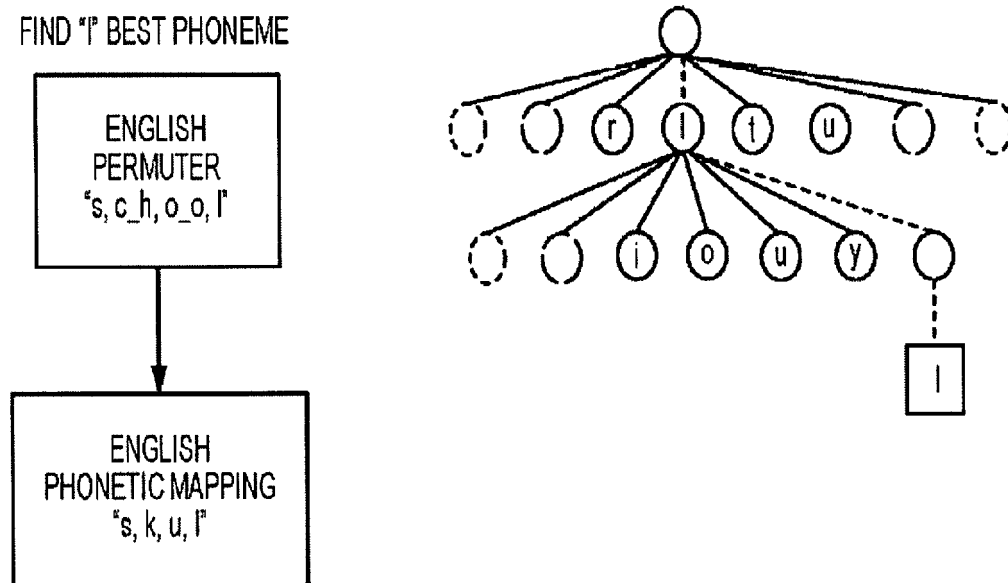 FIND "l" BEST PHONEME
ENGLISH
PERMUTER
"s, c_h, o_o, l"
ENGLISH
PHONETIC MAPPING
"s, k, u, l"
r l t u
i o u y
l